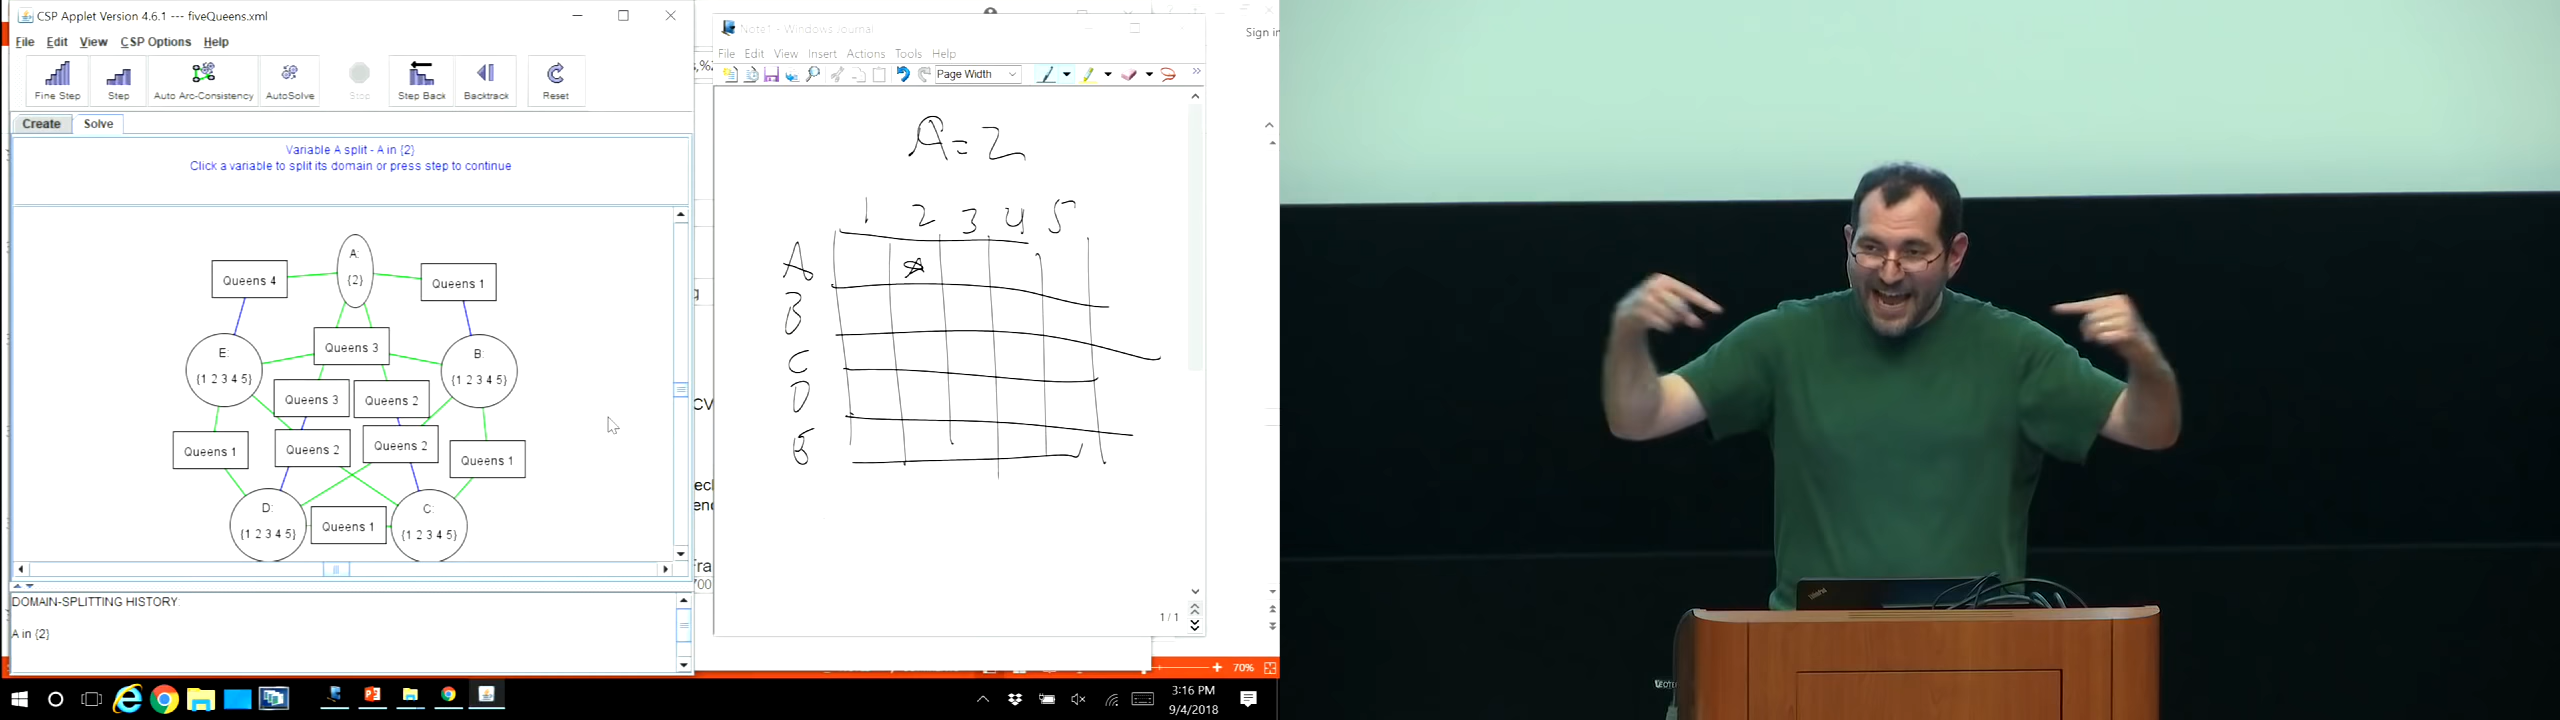 CSP Applet Version 4.6.1 --- fiveQueens.xml
File Edit View CSP Options Help
Fine Step Step Auto Arc-Consistency AutoSolve Stop Step Back Backtrack Reset
Create Solve
Variable A split - A in {2}
Click a variable to split its domain or press step to continue
A:
{2}
Queens 4
Queens 1
Queens 3
E:
{1 2 3 4 5}
B:
{1 2 3 4 5}
Queens 3
Queens 2
Queens 1
Queens 2
Queens 2
Queens 1
D:
{1 2 3 4 5}
Queens 1
C:
{1 2 3 4 5}
DOMAIN-SPLITTING HISTORY:
A in {2}
Note1 - Windows Journal
File Edit View Insert Actions Tools Help
Page Width
A = 2
1 2 3 4 5
A
B
C
D
E
1 / 1
Sign in
70%
3:16 PM
9/4/2018
ThinkPad